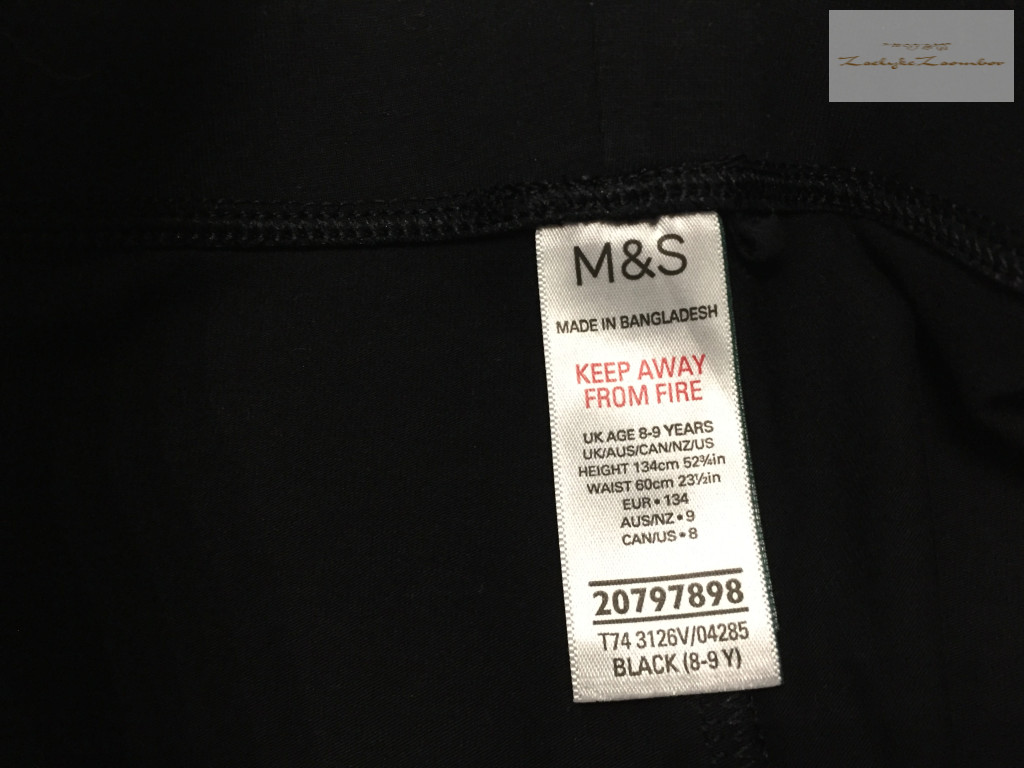 M&S
MADE IN BANGLADESH
KEEP AWAY
FROM FIRE
UK AGE 8-9 YEARS
UK/AUS/CAN/NZ/US
HEIGHT 134cm 52¾in
WAIST 60cm 23½in
EUR • 134
AUS/NZ • 9
CAN/US • 8
20797898
T74 3126V/04285
BLACK (8-9 Y)